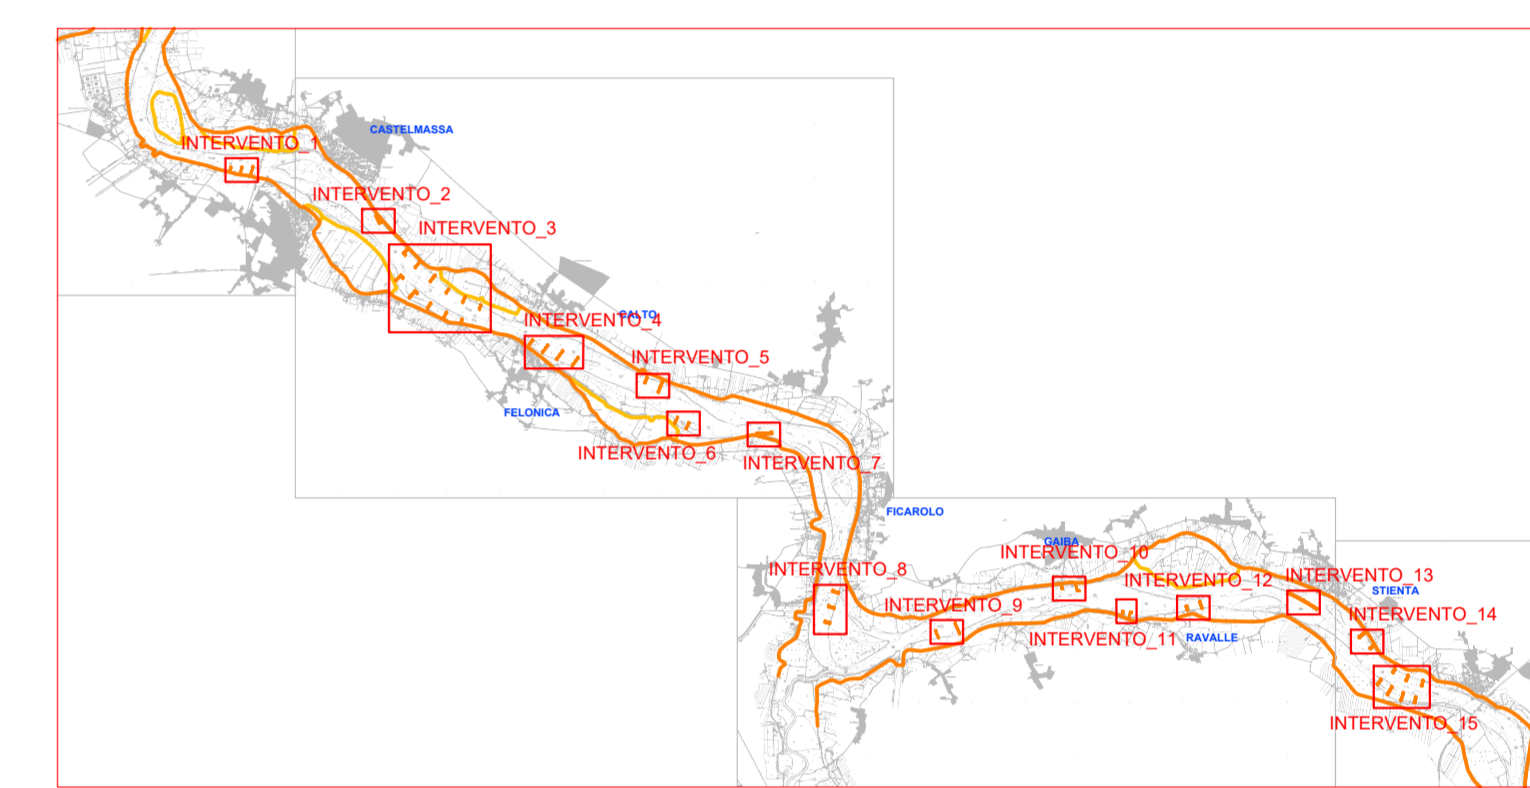 CASTELMASSA
INTERVENTO_1
INTERVENTO_2
INTERVENTO_3
CALTO
INTERVENTO_4
INTERVENTO_5
FELONICA
INTERVENTO_6
INTERVENTO_7
FICAROLO
GAIBA
INTERVENTO_10
INTERVENTO_8
INTERVENTO_12
INTERVENTO_13
STIENTA
INTERVENTO_9
INTERVENTO_14
INTERVENTO_11
RAVALLE
INTERVENTO_15